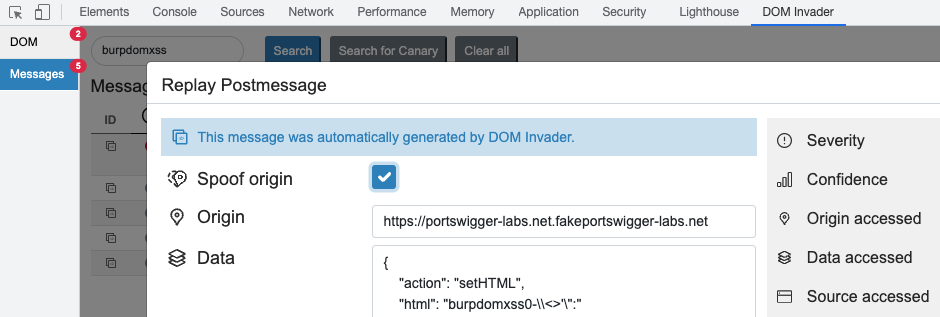 Elements Console Sources Network Performance Memory Application Security Lighthouse DOM Invader
DOM 2
burpdomxss Search Search for Canary Clear all
Messages 5
Messag
Replay Postmessage
ID
This message was automatically generated by DOM Invader.
Severity
Spoof origin
Confidence
Origin https://portswigger-labs.net.fakeportswigger-labs.net
Origin accessed
Data
{
Data accessed
"action": "setHTML",
"html": "burpdomxss0-\\<>'\":"
Source accessed